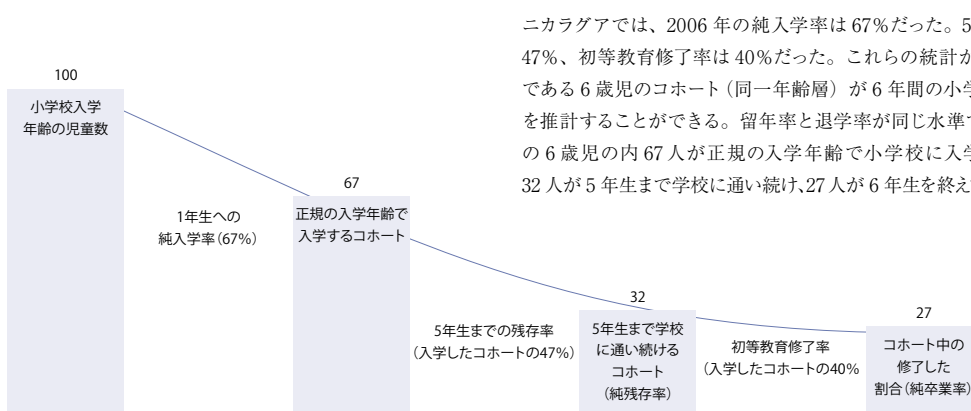 ニカラグアでは、2006 年の純入学率は 67%だった。5
47%、初等教育修了率は 40%だった。これらの統計が
である 6 歳児のコホート（同一年齢層）が 6 年間の小学
を推計することができる。留年率と退学率が同じ水準で
の 6 歳児の内 67 人が正規の入学年齢で小学校に入学
32 人が 5 年生まで学校に通い続け、27 人が 6 年生を終え
100
小学校入学
年齢の児童数
1年生への
純入学率（67%）
67
正規の入学年齢で
入学するコホート
5年生までの残存率
（入学したコホートの47%）
32
5年生まで学校
に通い続ける
コホート
（純残存率）
初等教育修了率
（入学したコホートの40%
27
コホート中の
修了した
割合（純卒業率）